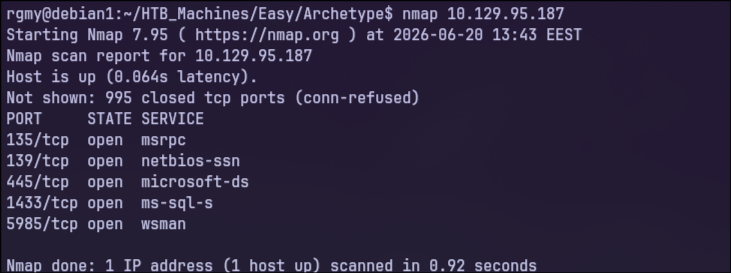 rgmy@debian1:~/HTB_Machines/Easy/Archetype$ nmap 10.129.95.187
Starting Nmap 7.95 ( https://nmap.org ) at 2026-06-20 13:43 EEST
Nmap scan report for 10.129.95.187
Host is up (0.064s latency).
Not shown: 995 closed tcp ports (conn-refused)
PORT     STATE SERVICE
135/tcp  open  msrpc
139/tcp  open  netbios-ssn
445/tcp  open  microsoft-ds
1433/tcp open  ms-sql-s
5985/tcp open  wsman
Nmap done: 1 IP address (1 host up) scanned in 0.92 seconds